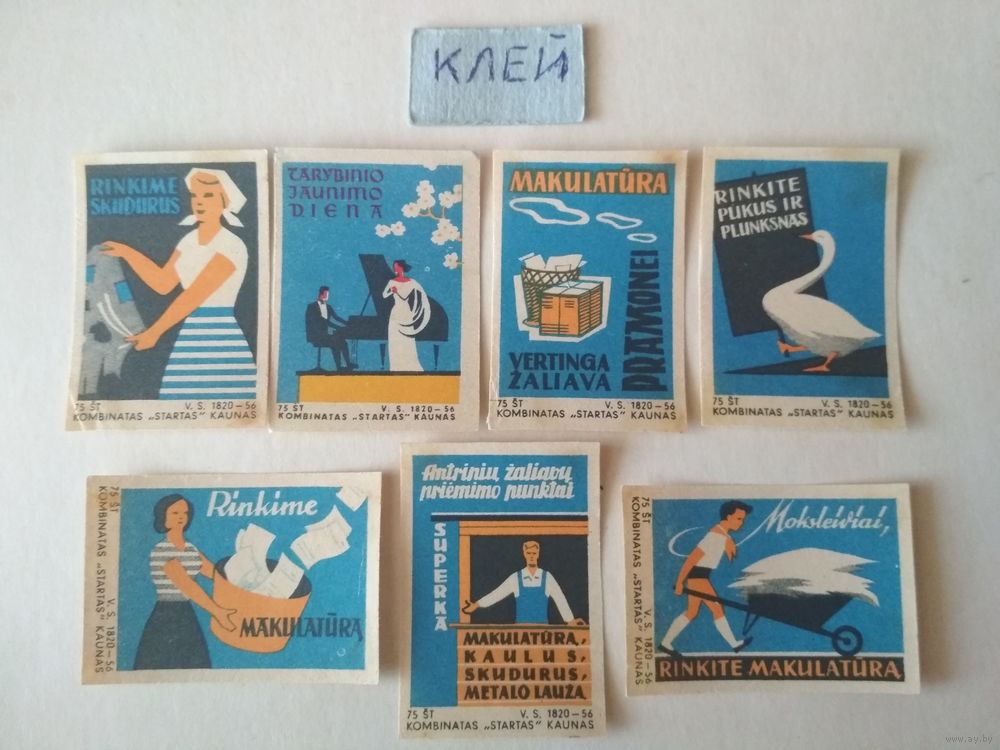 КЛЕЙ
RINKIME
SKUDURUS
75 ŠT V. S. 1820-56
KOMBINATAS „STARTAS" KAUNAS
TARYBINIO
JAUNIMO
DIENA
75 ŠT V. S. 1820-56
KOMBINATAS „STARTAS" KAUNAS
MAKULATŪRA
PRAMONEI
VERTINGA
ŽALIAVA
75 ŠT V. S. 1820-56
KOMBINATAS „STARTAS" KAUNAS
RINKITE
PUKUS IR
PLUNKSNAS
75 ŠT V. S. 1820-56
KOMBINATAS „STARTAS" KAUNAS
Rinkime
MAKULATŪRĄ
75 ŠT V. S. 1820-56
KOMBINATAS „STARTAS" KAUNAS
Antrinių žaliavų
priėmimo punktai
SUPERKA
MAKULATŪRĄ,
KAULUS,
SKUDURUS,
METALO LAUŽĄ
75 ŠT V. S. 1820-56
KOMBINATAS „STARTAS" KAUNAS
Moksleiviai,
RINKITE MAKULATŪRĄ
75 ŠT V. S. 1820-56
KOMBINATAS „STARTAS" KAUNAS
www.ay.by